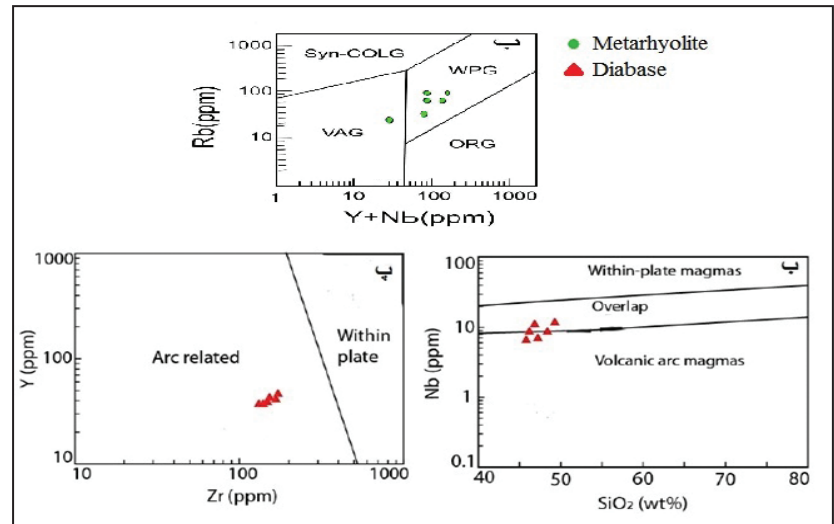 Metarhyolite
Diabase
1000
100
10
Rb(ppm)
Syn-COLG
WPG
VAG
ORG
1
10
100
1000
Y+Nb(ppm)
1000
100
10
Y (ppm)
Arc related
Within
plate
10
100
1000
Zr (ppm)
100
10
1
0.1
Nb (ppm)
Within-plate magmas
Overlap
Volcanic arc magmas
40
50
60
70
80
SiO₂ (wt%)